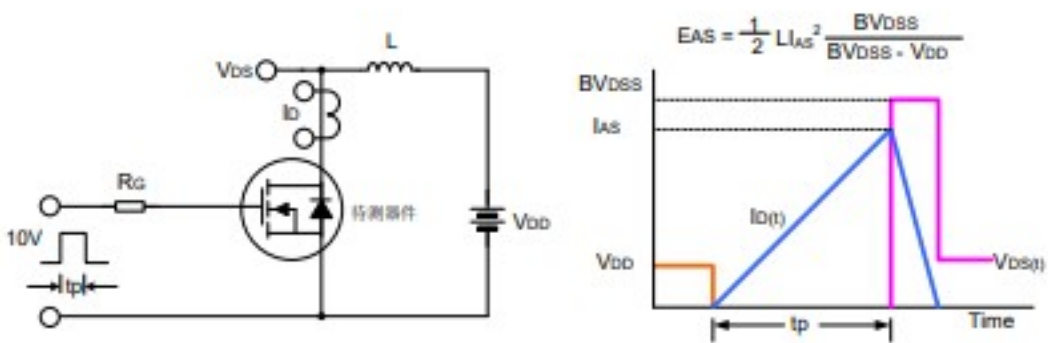 L
VDS
ID
RG
待测器件
10V
tp
VDD
EAS = 1/2 LIAS² BVDSS / BVDSS - VDD
BVDSS
IAS
ID(t)
VDD
VDS(t)
tp
Time